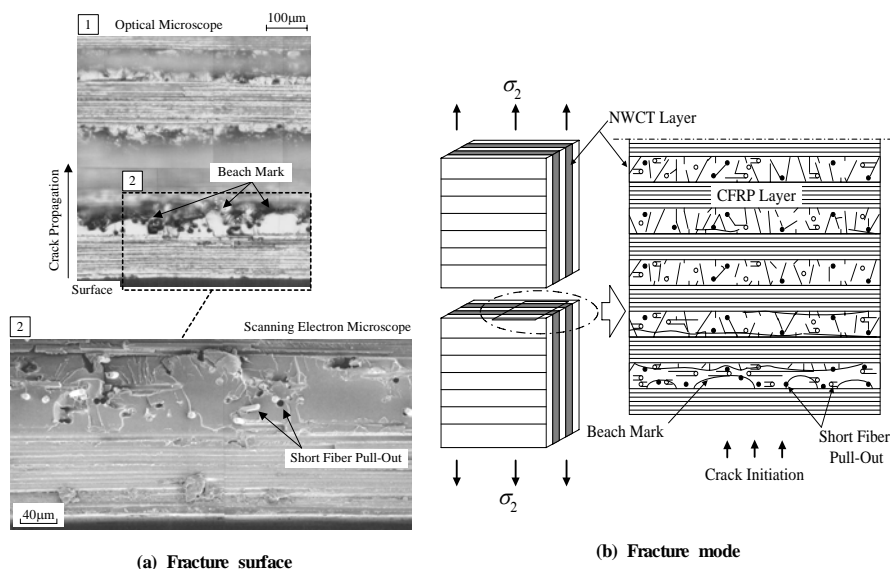 1 Optical Microscope
100μm
2
Beach Mark
Crack Propagation
Surface
2
Scanning Electron Microscope
Short Fiber Pull-Out
40μm
(a) Fracture surface
σ2
NWCT Layer
CFRP Layer
Beach Mark
Short Fiber
Pull-Out
Crack Initiation
σ2
(b) Fracture mode